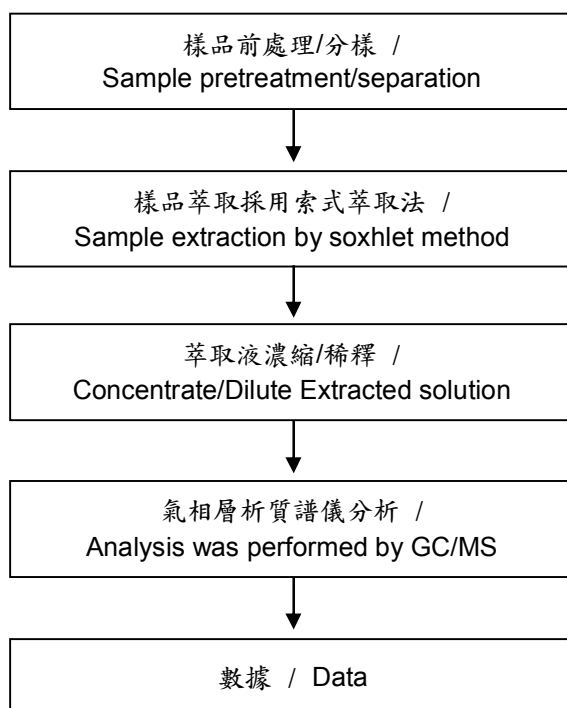 樣品前處理/分樣 /
Sample pretreatment/separation
樣品萃取採用索式萃取法 /
Sample extraction by soxhlet method
萃取液濃縮/稀釋 /
Concentrate/Dilute Extracted solution
氣相層析質譜儀分析 /
Analysis was performed by GC/MS
數據 / Data